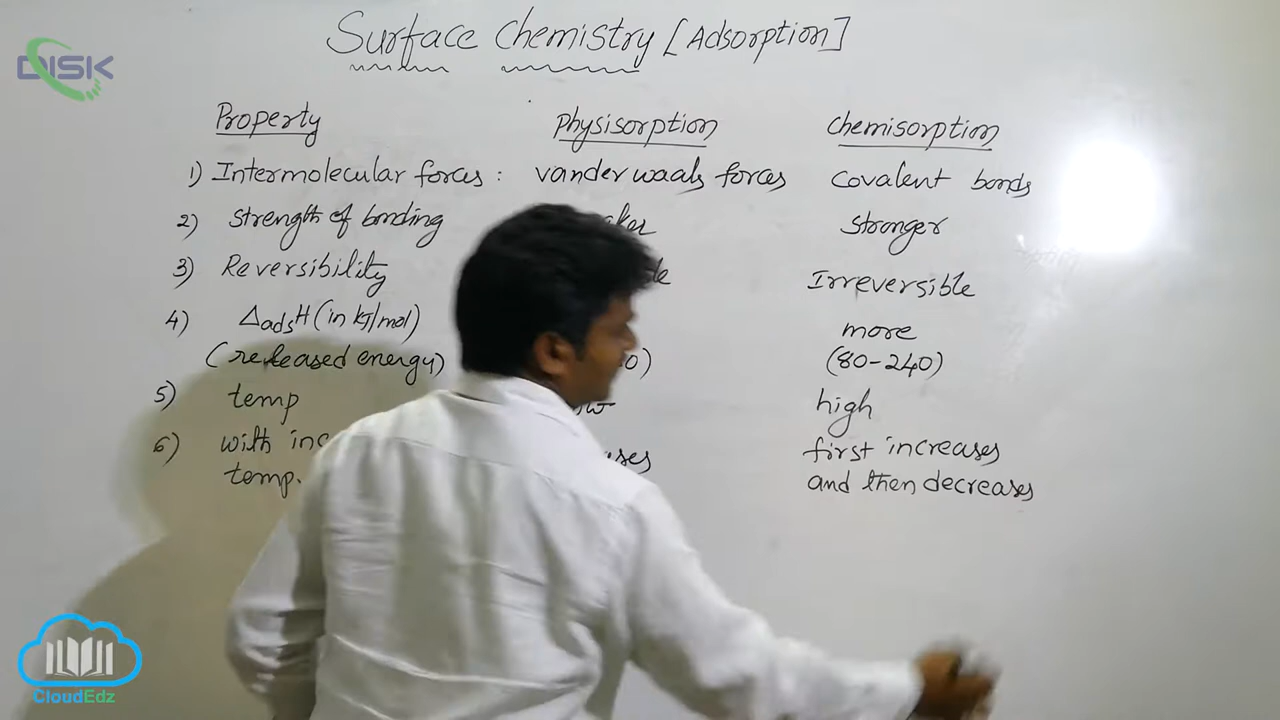 DISK
Surface Chemistry [Adsorption]
Property Physisorption Chemisorption
1) Intermolecular forces : vander waals forces Covalent bonds
2) Strength of bonding Stronger
3) Reversibility Irreversible
4) ΔadsH (in kJ/mol) more
(released energy) (80-240)
5) temp high
6) with first increases
temp. and then decreases
CloudEdz